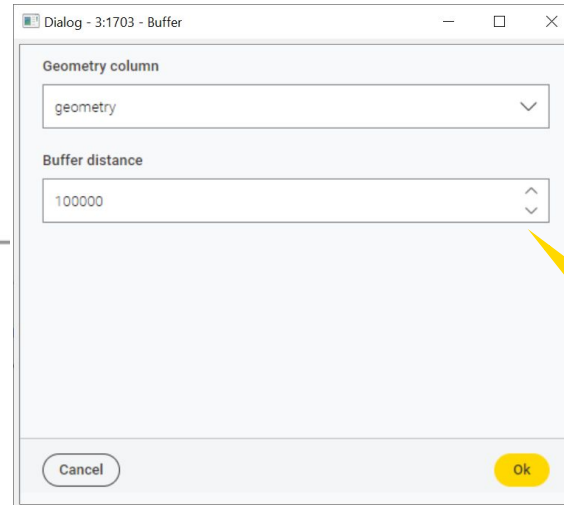 Dialog - 3:1703 - Buffer
Geometry column
geometry
Buffer distance
100000
Cancel
Ok